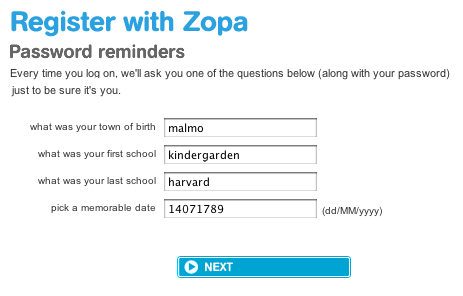 Register with Zopa
Password reminders
Every time you log on, we'll ask you one of the questions below (along with your password)
just to be sure it's you.
what was your town of birth malmo
what was your first school kindergarden
what was your last school harvard
pick a memorable date 14071789 (dd/MM/yyyy)
NEXT